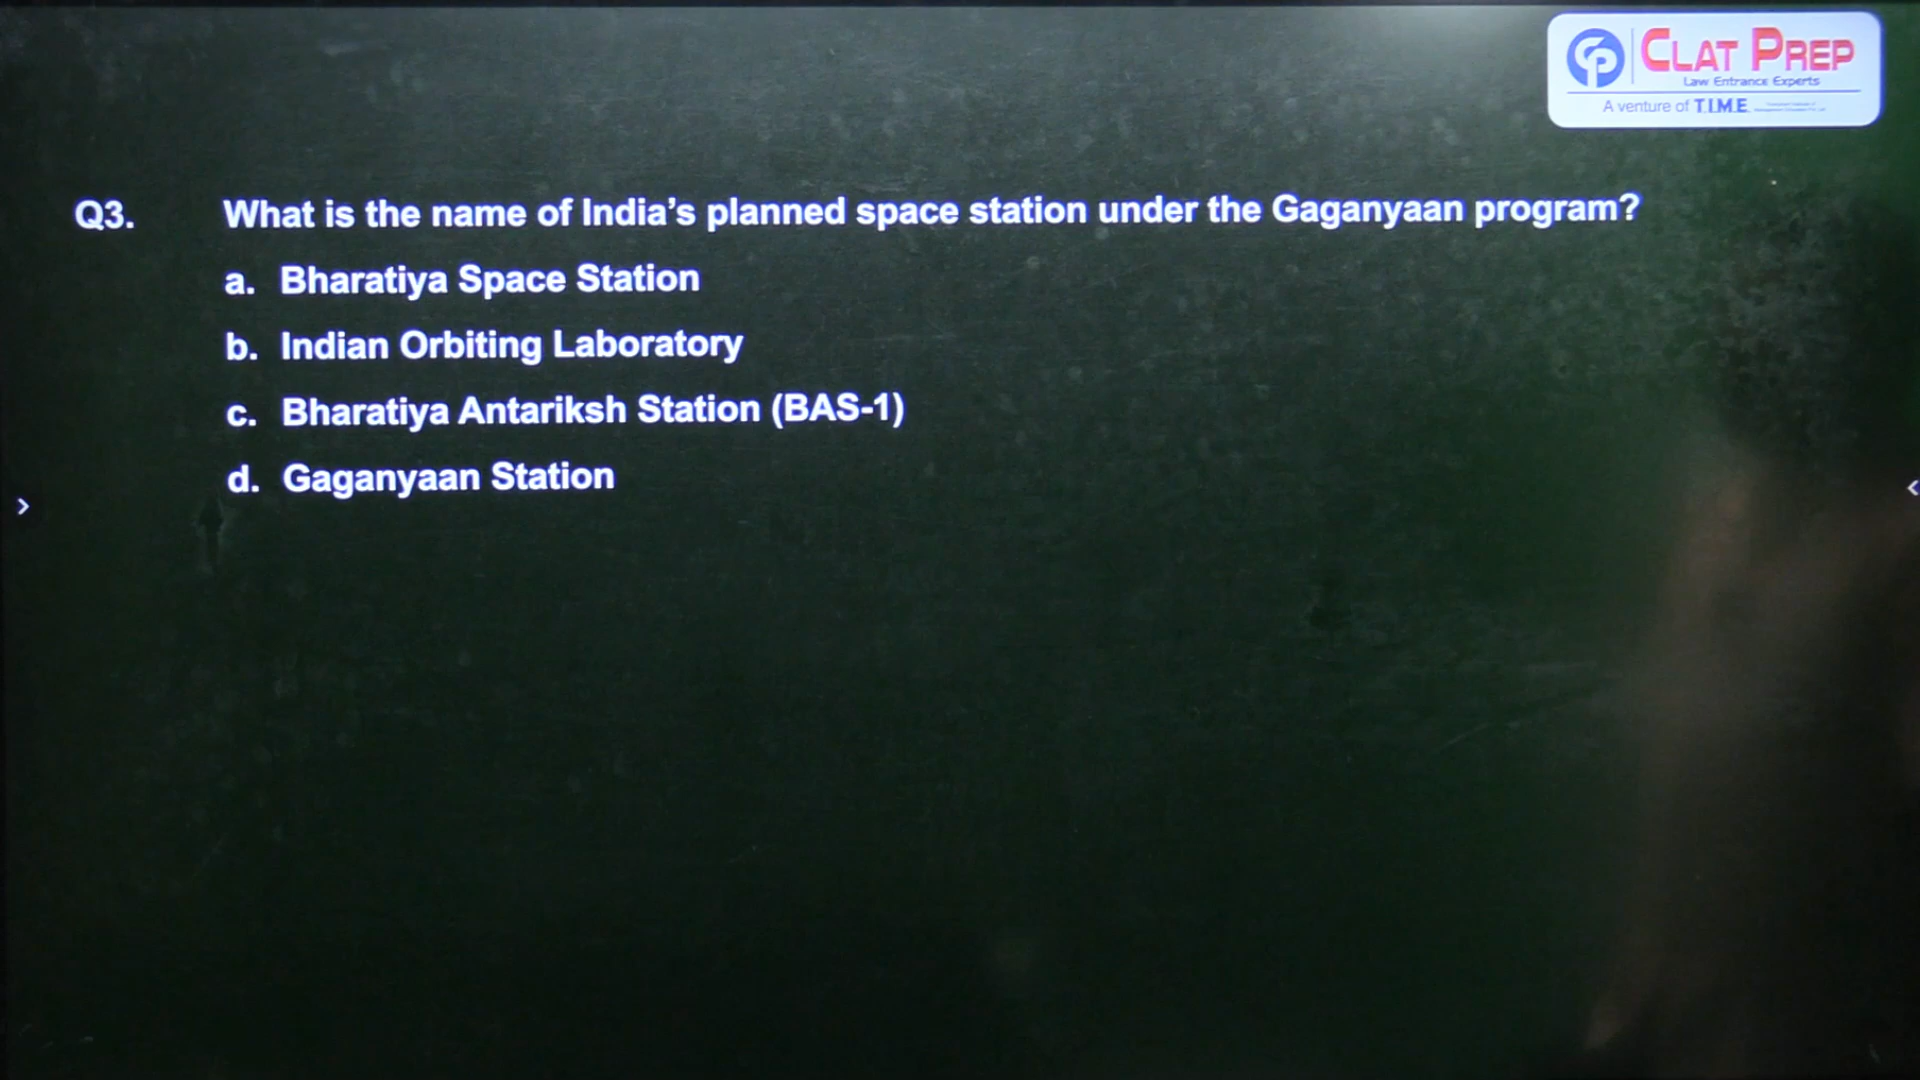 CLAT PREP
Law Entrance Experts
A venture of T.I.M.E.
Q3. What is the name of India's planned space station under the Gaganyaan program?
a. Bharatiya Space Station
b. Indian Orbiting Laboratory
c. Bharatiya Antariksh Station (BAS-1)
d. Gaganyaan Station